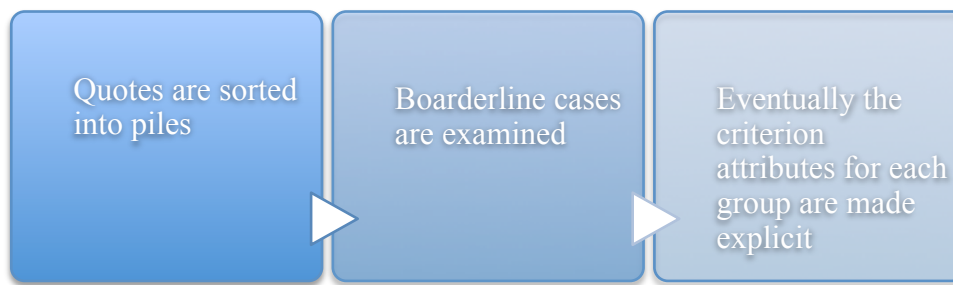 Quotes are sorted
into piles
Boarderline cases
are examined
Eventually the
criterion
attributes for each
group are made
explicit